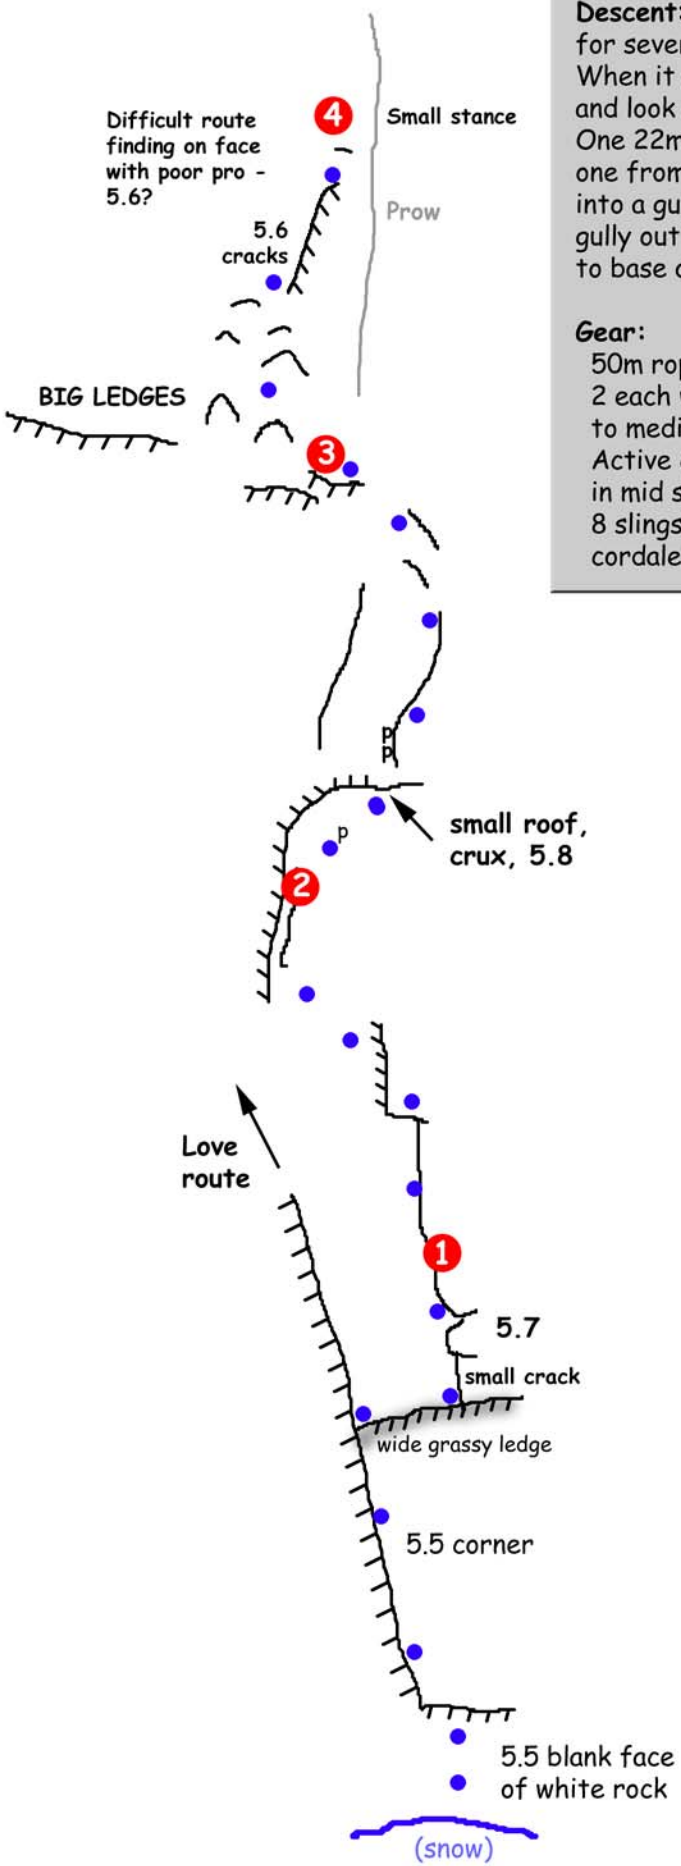 Descent:
for seve
When it
and look
One 22m
one from
into a gu
gully out
to base
Gear:
50m rop
2 each
to medi
Active
in mid s
8 slings
cordale
4
Small stance
Difficult route
finding on face
with poor pro -
5.6?
Prow
5.6
cracks
BIG LEDGES
3
p
p
small roof,
crux, 5.8
p
2
Love
route
1
5.7
small crack
wide grassy ledge
5.5 corner
5.5 blank face
of white rock
(snow)